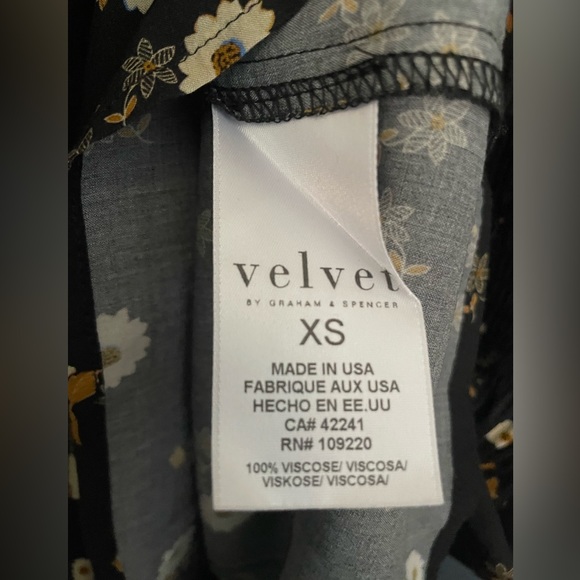 velvet
BY GRAHAM & SPENCER
XS
MADE IN USA
FABRIQUE AUX USA
HECHO EN EE.UU
CA# 42241
RN# 109220
100% VISCOSE/ VISCOSA/
VISKOSE/ VISCOSA/